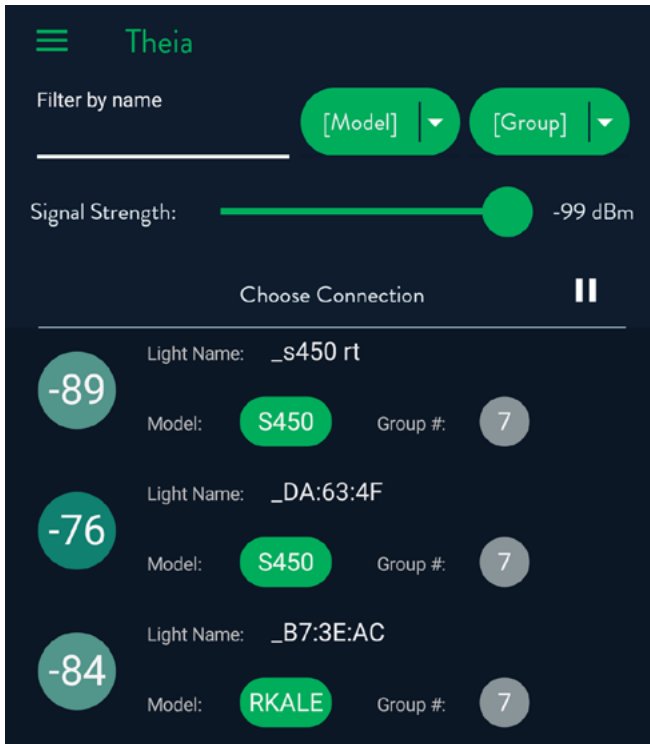 Theia
Filter by name
[Model] [Group]
Signal Strength: -99 dBm
Choose Connection
-89
Light Name: _s450 rt
Model: S450 Group #: 7
-76
Light Name: _DA:63:4F
Model: S450 Group #: 7
-84
Light Name: _B7:3E:AC
Model: RKALE Group #: 7